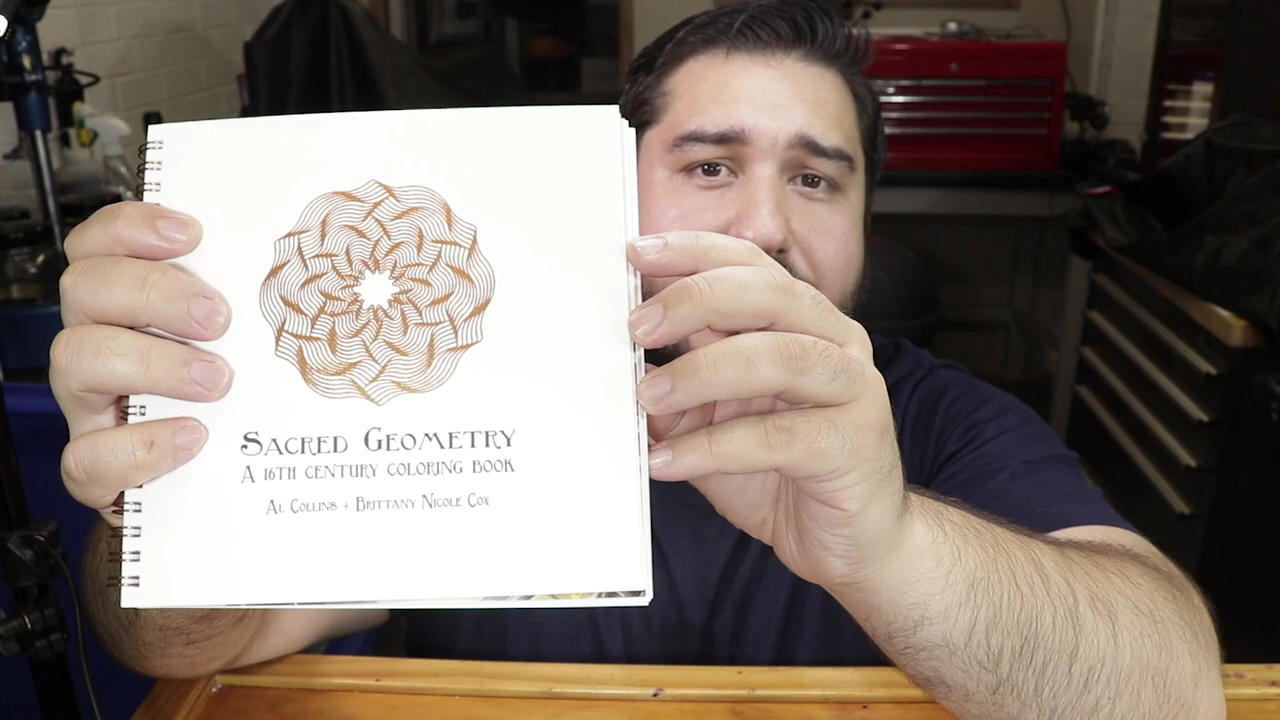 Sacred Geometry
A 16th century coloring book
Al Collins + Brittany Nicole Cox